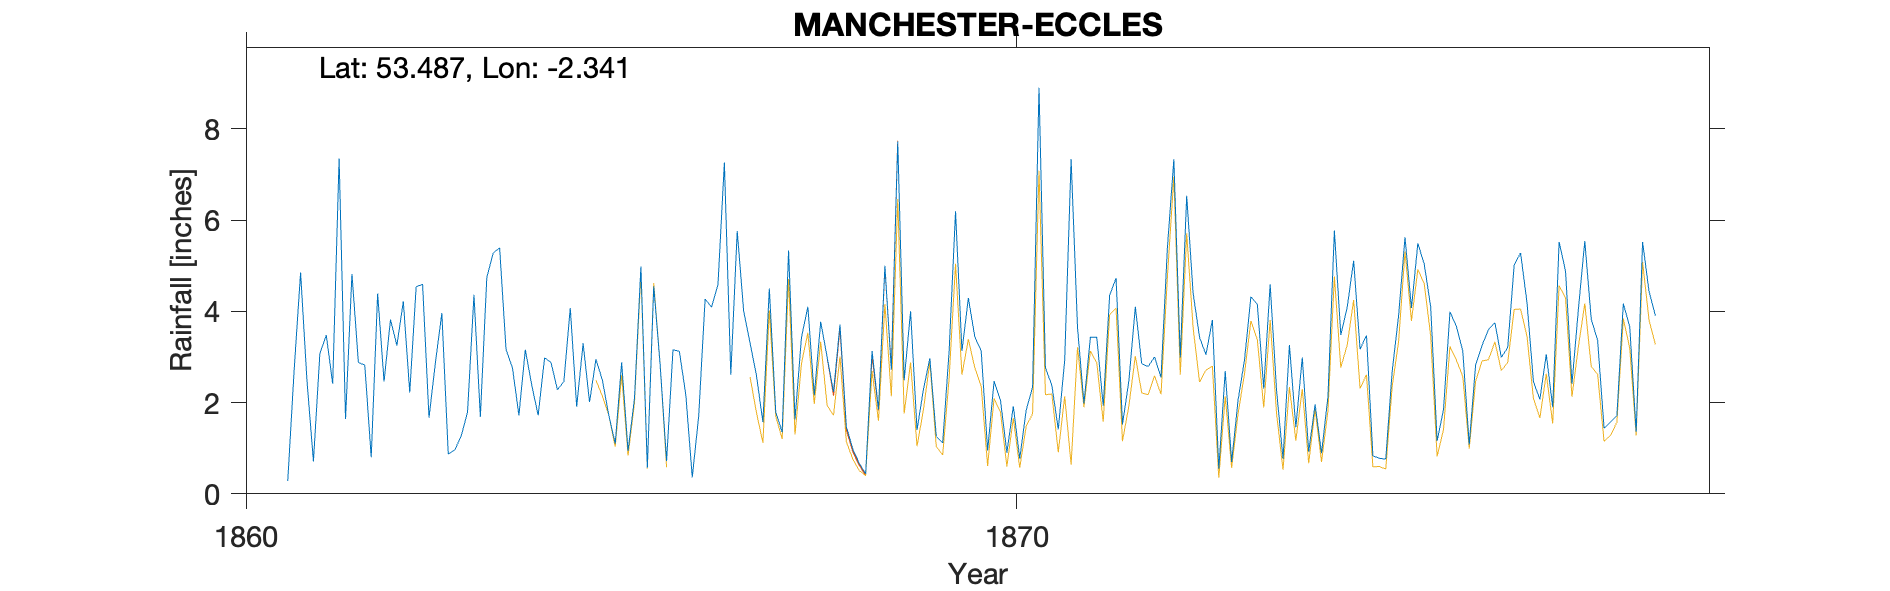 MANCHESTER-ECCLES
Lat: 53.487, Lon: -2.341
Rainfall [inches]
8
6
4
2
0
1860
1870
Year